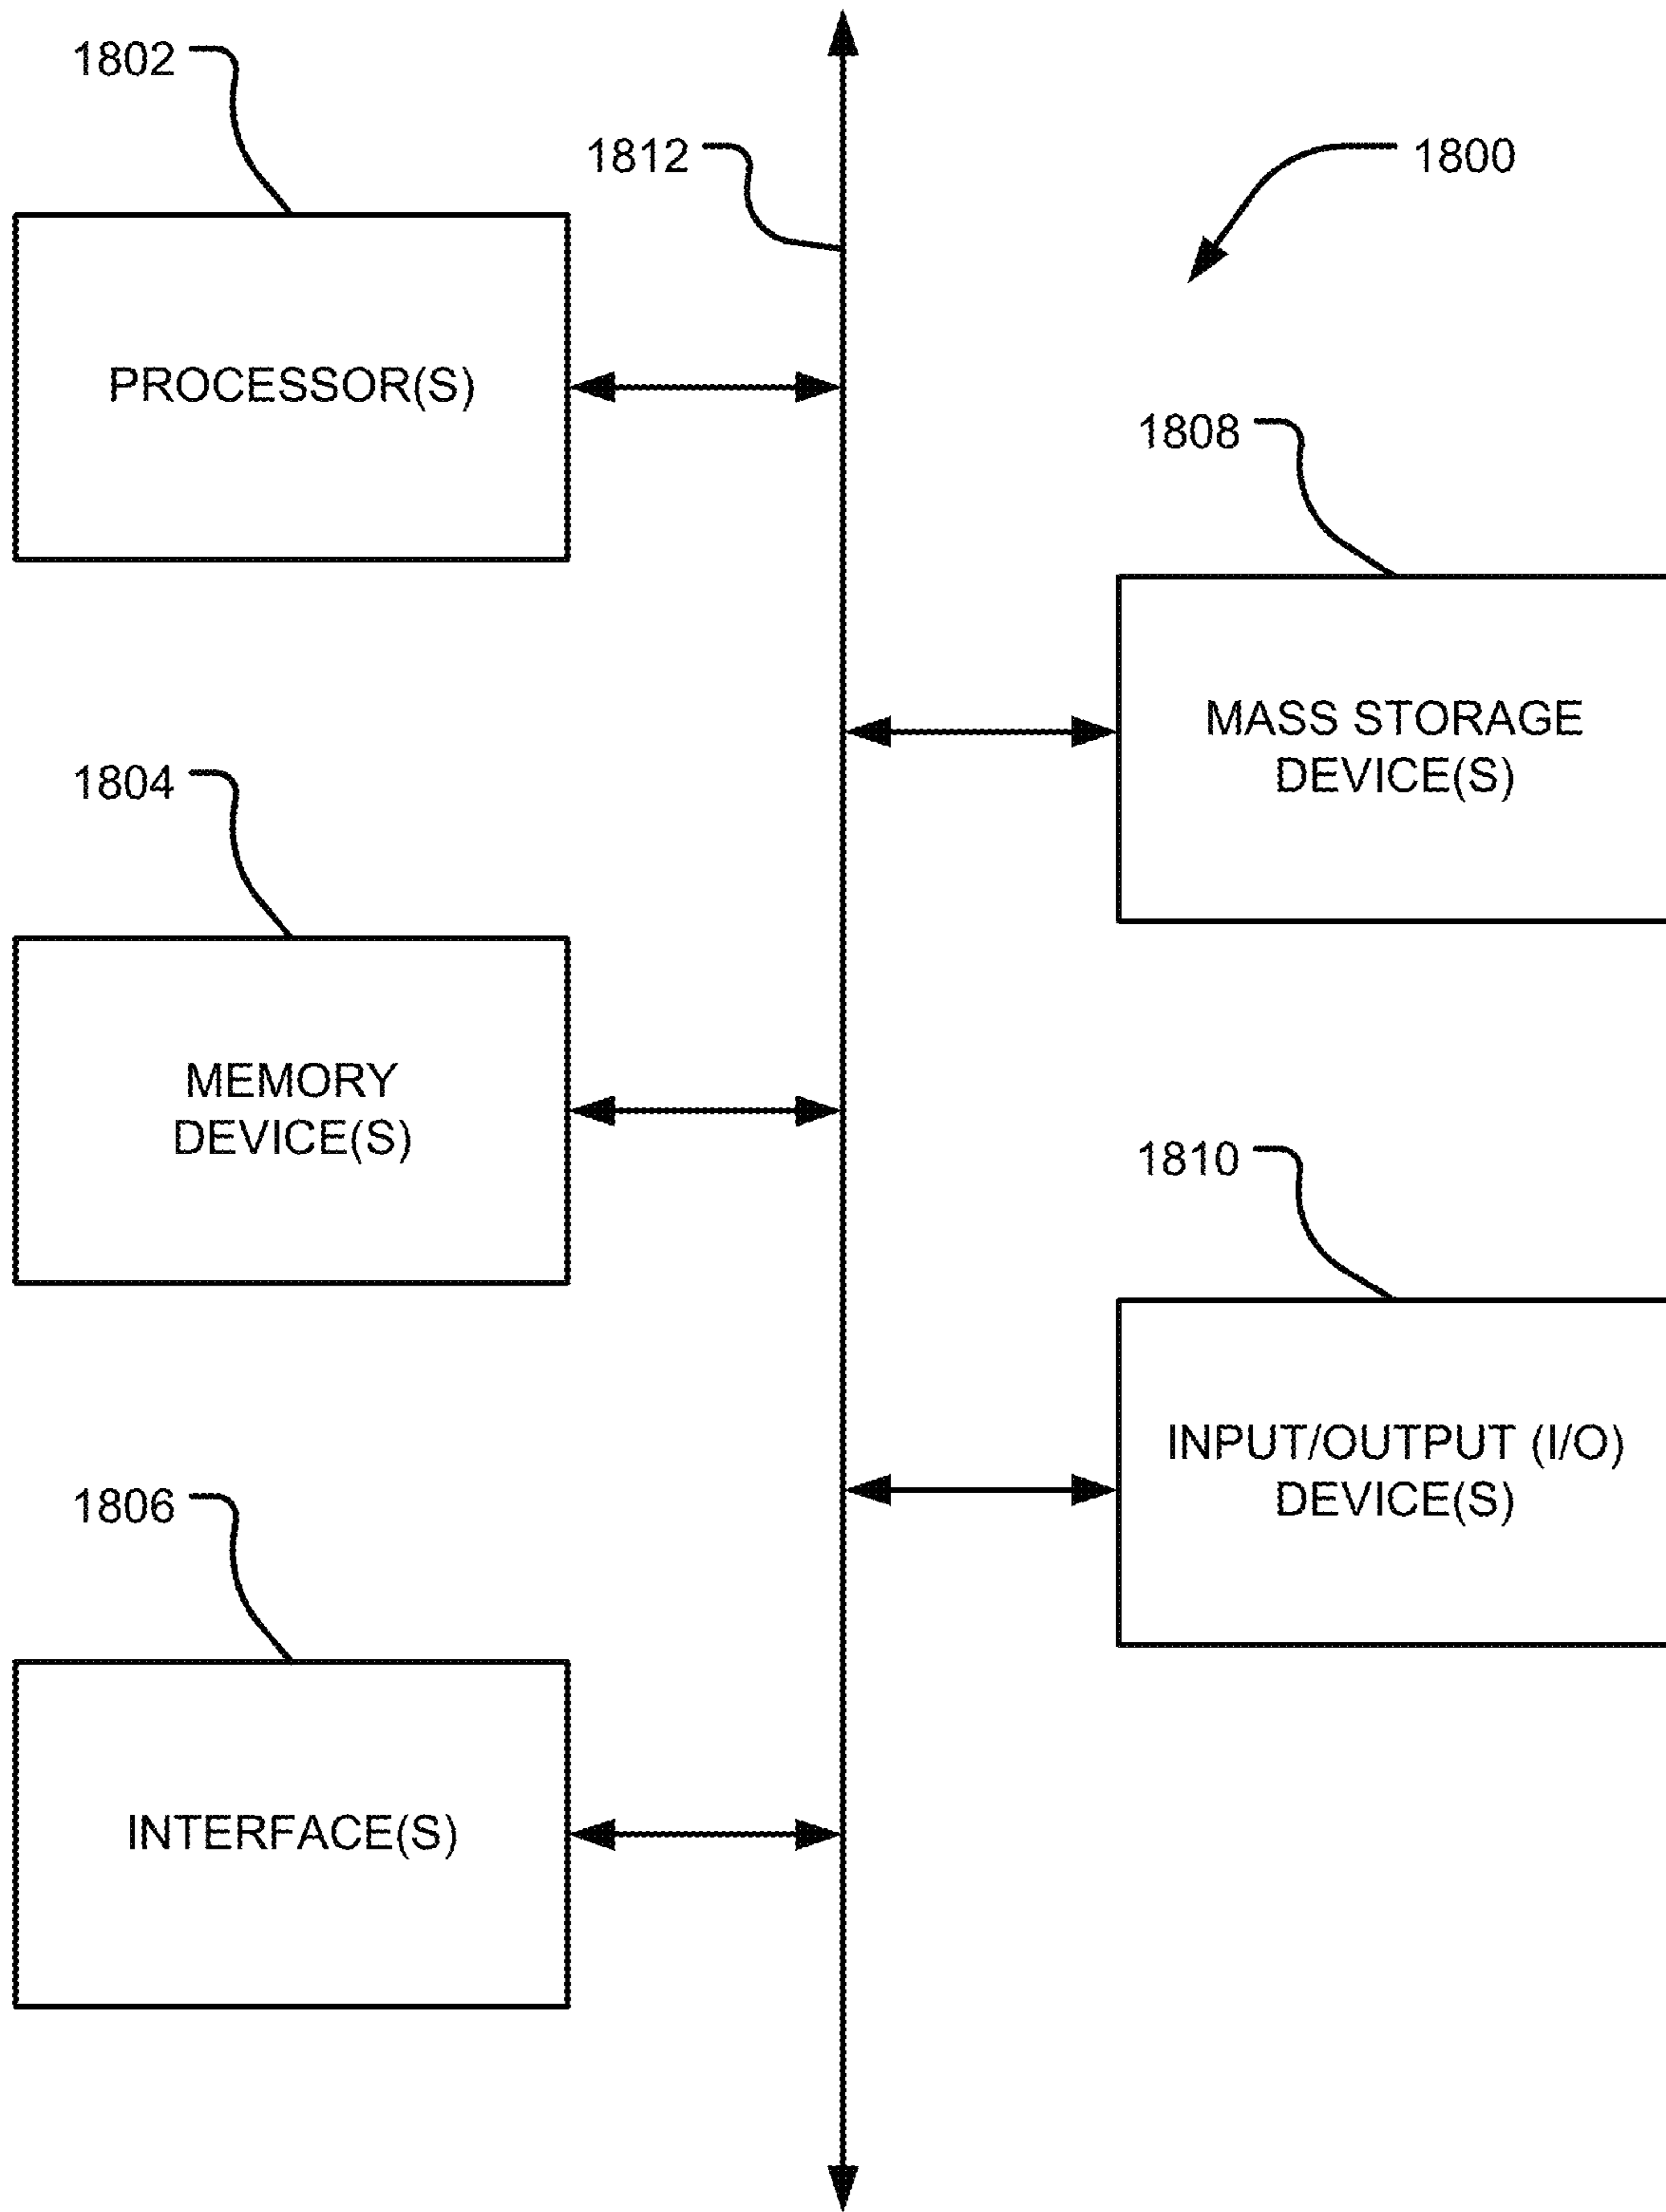 1802
1812
1800
PROCESSOR(S)
1808
MASS STORAGE
DEVICE(S)
1804
MEMORY
DEVICE(S)
1810
INPUT/OUTPUT (I/O)
DEVICE(S)
1806
INTERFACE(S)